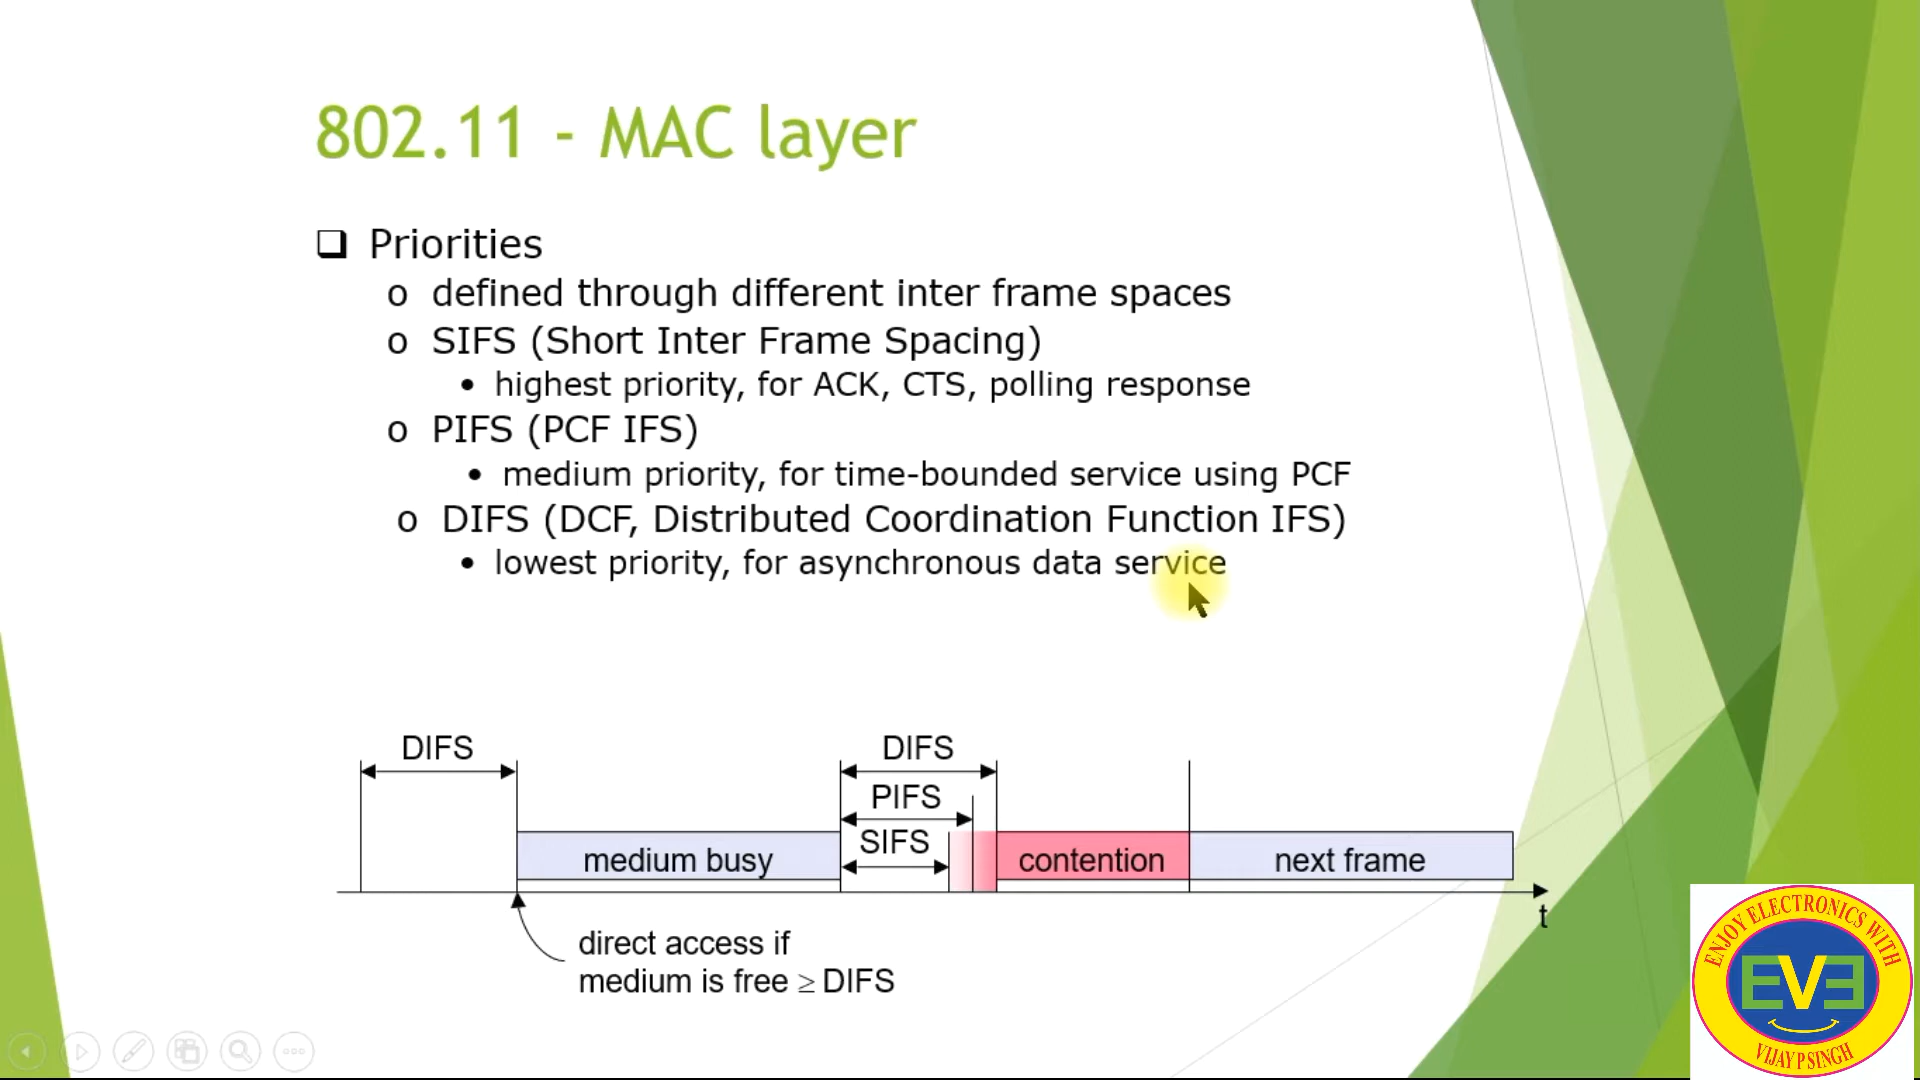 802.11 - MAC layer
❑ Priorities
o defined through different inter frame spaces
o SIFS (Short Inter Frame Spacing)
• highest priority, for ACK, CTS, polling response
o PIFS (PCF IFS)
• medium priority, for time-bounded service using PCF
o DIFS (DCF, Distributed Coordination Function IFS)
• lowest priority, for asynchronous data service
DIFS
DIFS
PIFS
SIFS
medium busy
contention
next frame
t
direct access if
medium is free ≥ DIFS
ENJOY ELECTRONICS WITH
EVE
VIJAY P SINGH